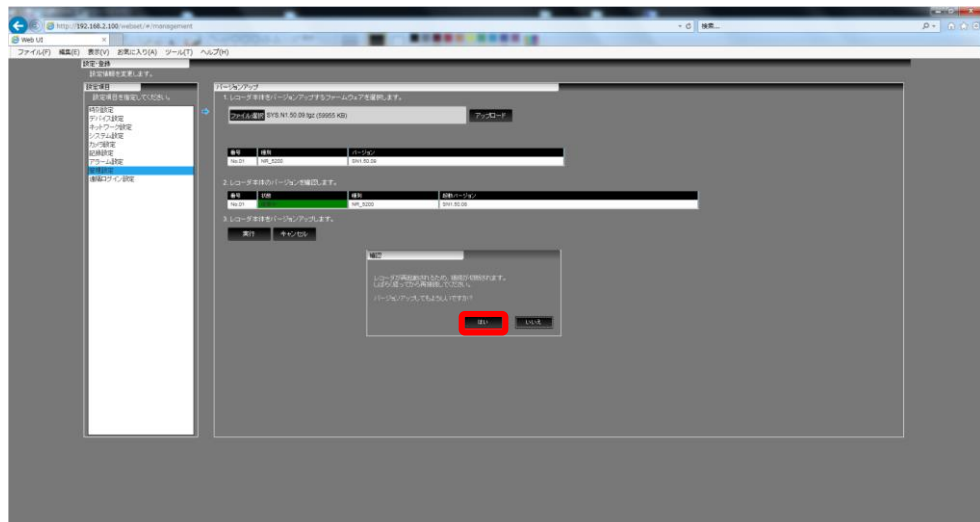 http://192.168.2.100/webset/#/management
検索...
Web UI
ファイル(F) 編集(E) 表示(V) お気に入り(A) ツール(T) ヘルプ(H)
設定・登録
設定情報を変更します。
設定項目
設定項目を指定してください。
時刻設定
デバイス設定
ネットワーク設定
システム設定
カメラ設定
記録設定
アラーム設定
管理設定
遠隔ログイン設定
バージョンアップ
1. レコーダ本体をバージョンアップするファームウェアを選択します。
ファイル選択 SYS.N1.50.09.tgz (59955 KB) アップロード
番号 種別 バージョン
No.01 NR_5200 SN1.50.09
2. レコーダ本体のバージョンを確認します。
番号 状態 種別 起動バージョン
No.01 NR_5200 SN1.50.08
3. レコーダ本体をバージョンアップします。
実行 キャンセル
確認
レコーダが再起動されるため、接続が切断されます。
しばらく経ってから再接続してください。
バージョンアップしてもよろしいですか?
はい いいえ